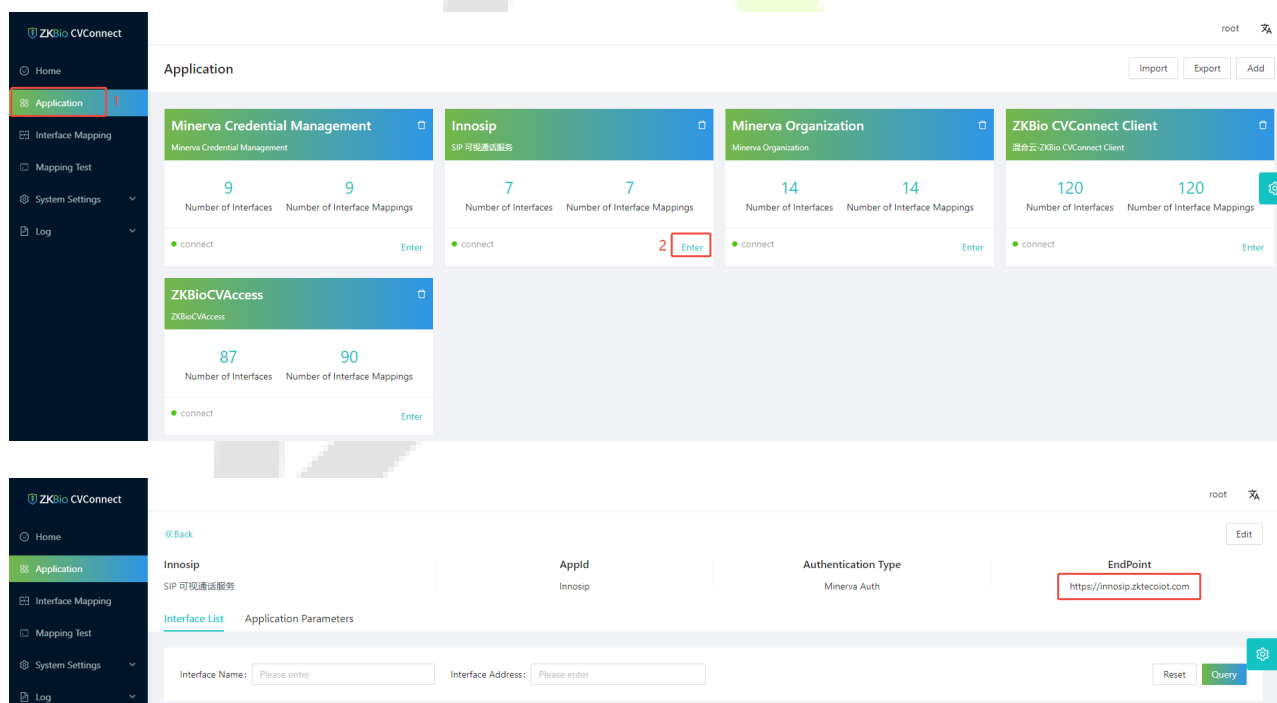 ZKBio CVConnect
root
Home
Application 1
Interface Mapping
Mapping Test
System Settings
Log
Application
Import Export Add
Minerva Credential Management
Minerva Credential Management
9 9
Number of Interfaces Number of Interface Mappings
connect Enter
Innosip
SIP 可视通话服务
7 7
Number of Interfaces Number of Interface Mappings
connect 2 Enter
Minerva Organization
Minerva Organization
14 14
Number of Interfaces Number of Interface Mappings
connect Enter
ZKBio CVConnect Client
混合云-ZKBio CVConnect Client
120 120
Number of Interfaces Number of Interface Mappings
connect Enter
ZKBioCVAccess
ZKBioCVAccess
87 90
Number of Interfaces Number of Interface Mappings
connect Enter
ZKBio CVConnect
root
Home
Application
Interface Mapping
Mapping Test
System Settings
Log
«Back
Edit
Innosip AppId Authentication Type EndPoint
SIP 可视通话服务 Innosip Minerva Auth https://innosip.zktecoiot.com
Interface List Application Parameters
Interface Name: Please enter Interface Address: Please enter Reset Query